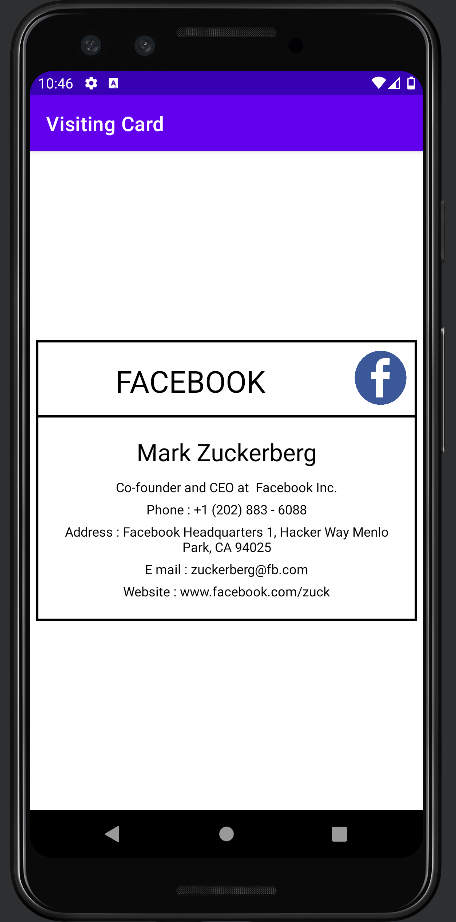 10:46 A
Visiting Card
FACEBOOK f
Mark Zuckerberg
Co-founder and CEO at  Facebook Inc.
Phone : +1 (202) 883 - 6088
Address : Facebook Headquarters 1, Hacker Way Menlo
Park, CA 94025
E mail : zuckerberg@fb.com
Website : www.facebook.com/zuck